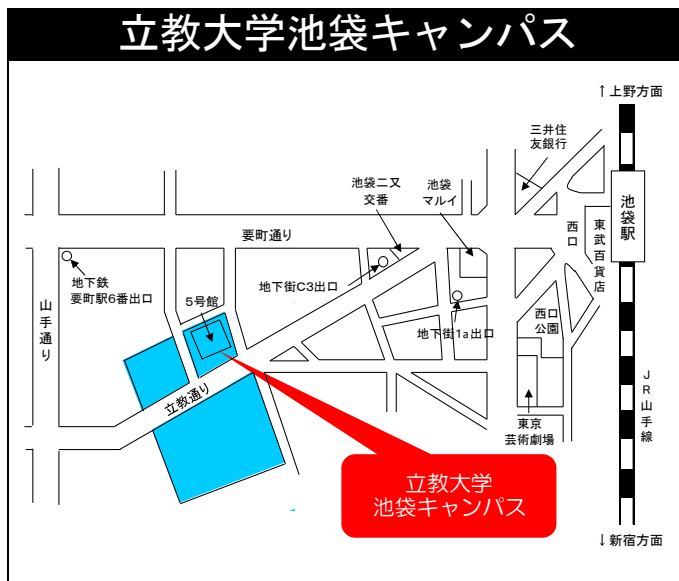 立教大学池袋キャンパス
↑上野方面
三井住
友銀行
池袋二又
交番
池袋
マルイ
池袋駅
西口
東武百貨店
要町通り
地下鉄
要町駅6番出口
地下街C3出口
山手通り
5号館
地下街1a出口
西口
公園
立教通り
JR山手線
東京
芸術劇場
立教大学
池袋キャンパス
↓新宿方面